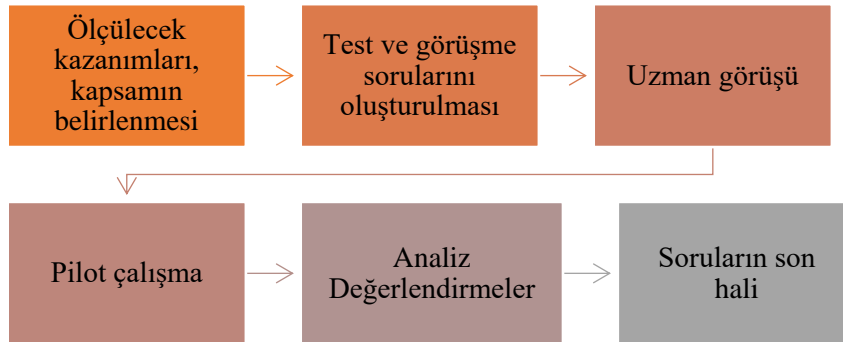 Ölçülecek
kazanımları,
kapsamın
belirlenmesi
Test ve görüşme
sorularını
oluşturulması
Uzman görüşü
Pilot çalışma
Analiz
Değerlendirmeler
Soruların son
hali